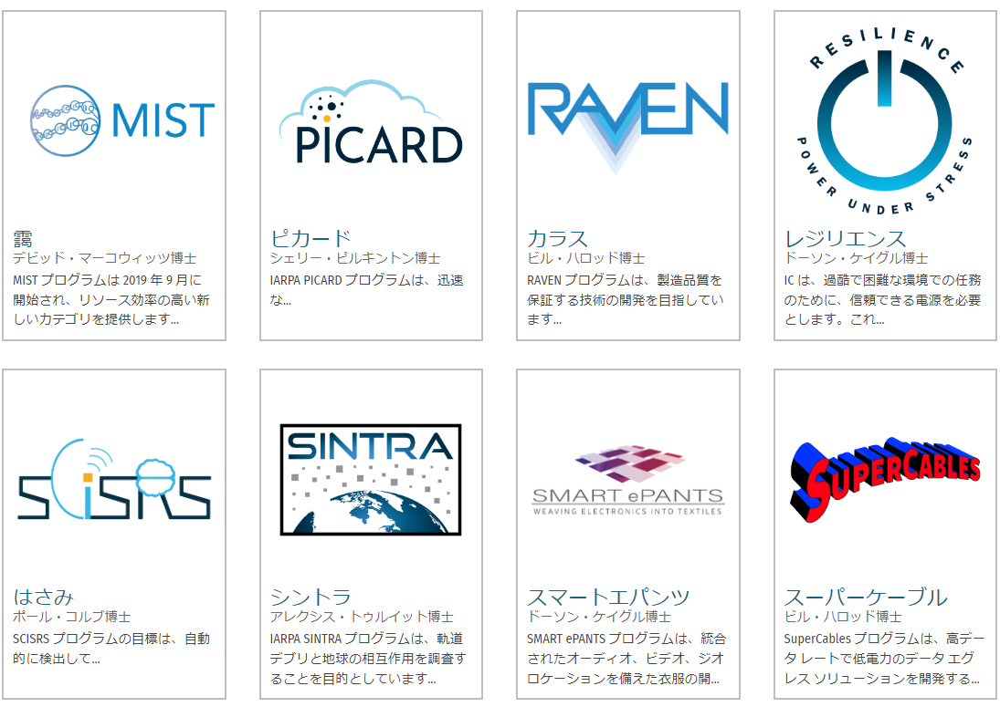 MIST
靄
デビッド・マーコウィッツ博士
MIST プログラムは 2019 年 9 月に
開始され、リソース効率の高い新
しいカテゴリを提供します...
PICARD
ピカード
シェリー・ピルキントン博士
IARPA PICARD プログラムは、迅速
な...
RAVEN
カラス
ビル・ハロッド博士
RAVEN プログラムは、製造品質を
保証する技術の開発を目指してい
ます...
RESILIENCE
POWER UNDER STRESS
レジリエンス
ドーソン・ケイグル博士
IC は、過酷で困難な環境での任務
のために、信頼できる電源を必要
とします。これ...
SCiSRS
はさみ
ポール・コルブ博士
SCISRS プログラムの目標は、自動
的に検出して...
SINTRA
シントラ
アレクシス・トゥルイット博士
IARPA SINTRA プログラムは、軌道
デブリと地球の相互作用を調査す
ることを目的としています...
SMART ePANTS
WEAVING ELECTRONICS INTO TEXTILES
スマートエパンツ
ドーソン・ケイグル博士
SMART ePANTS プログラムは、統合
されたオーディオ、ビデオ、ジオ
ロケーションを備えた衣服の開...
SUPERCABLES
スーパーケーブル
ビル・ハロッド博士
SuperCables プログラムは、高デー
タ レートで低電力のデータ エグ
レス ソリューションを開発する...